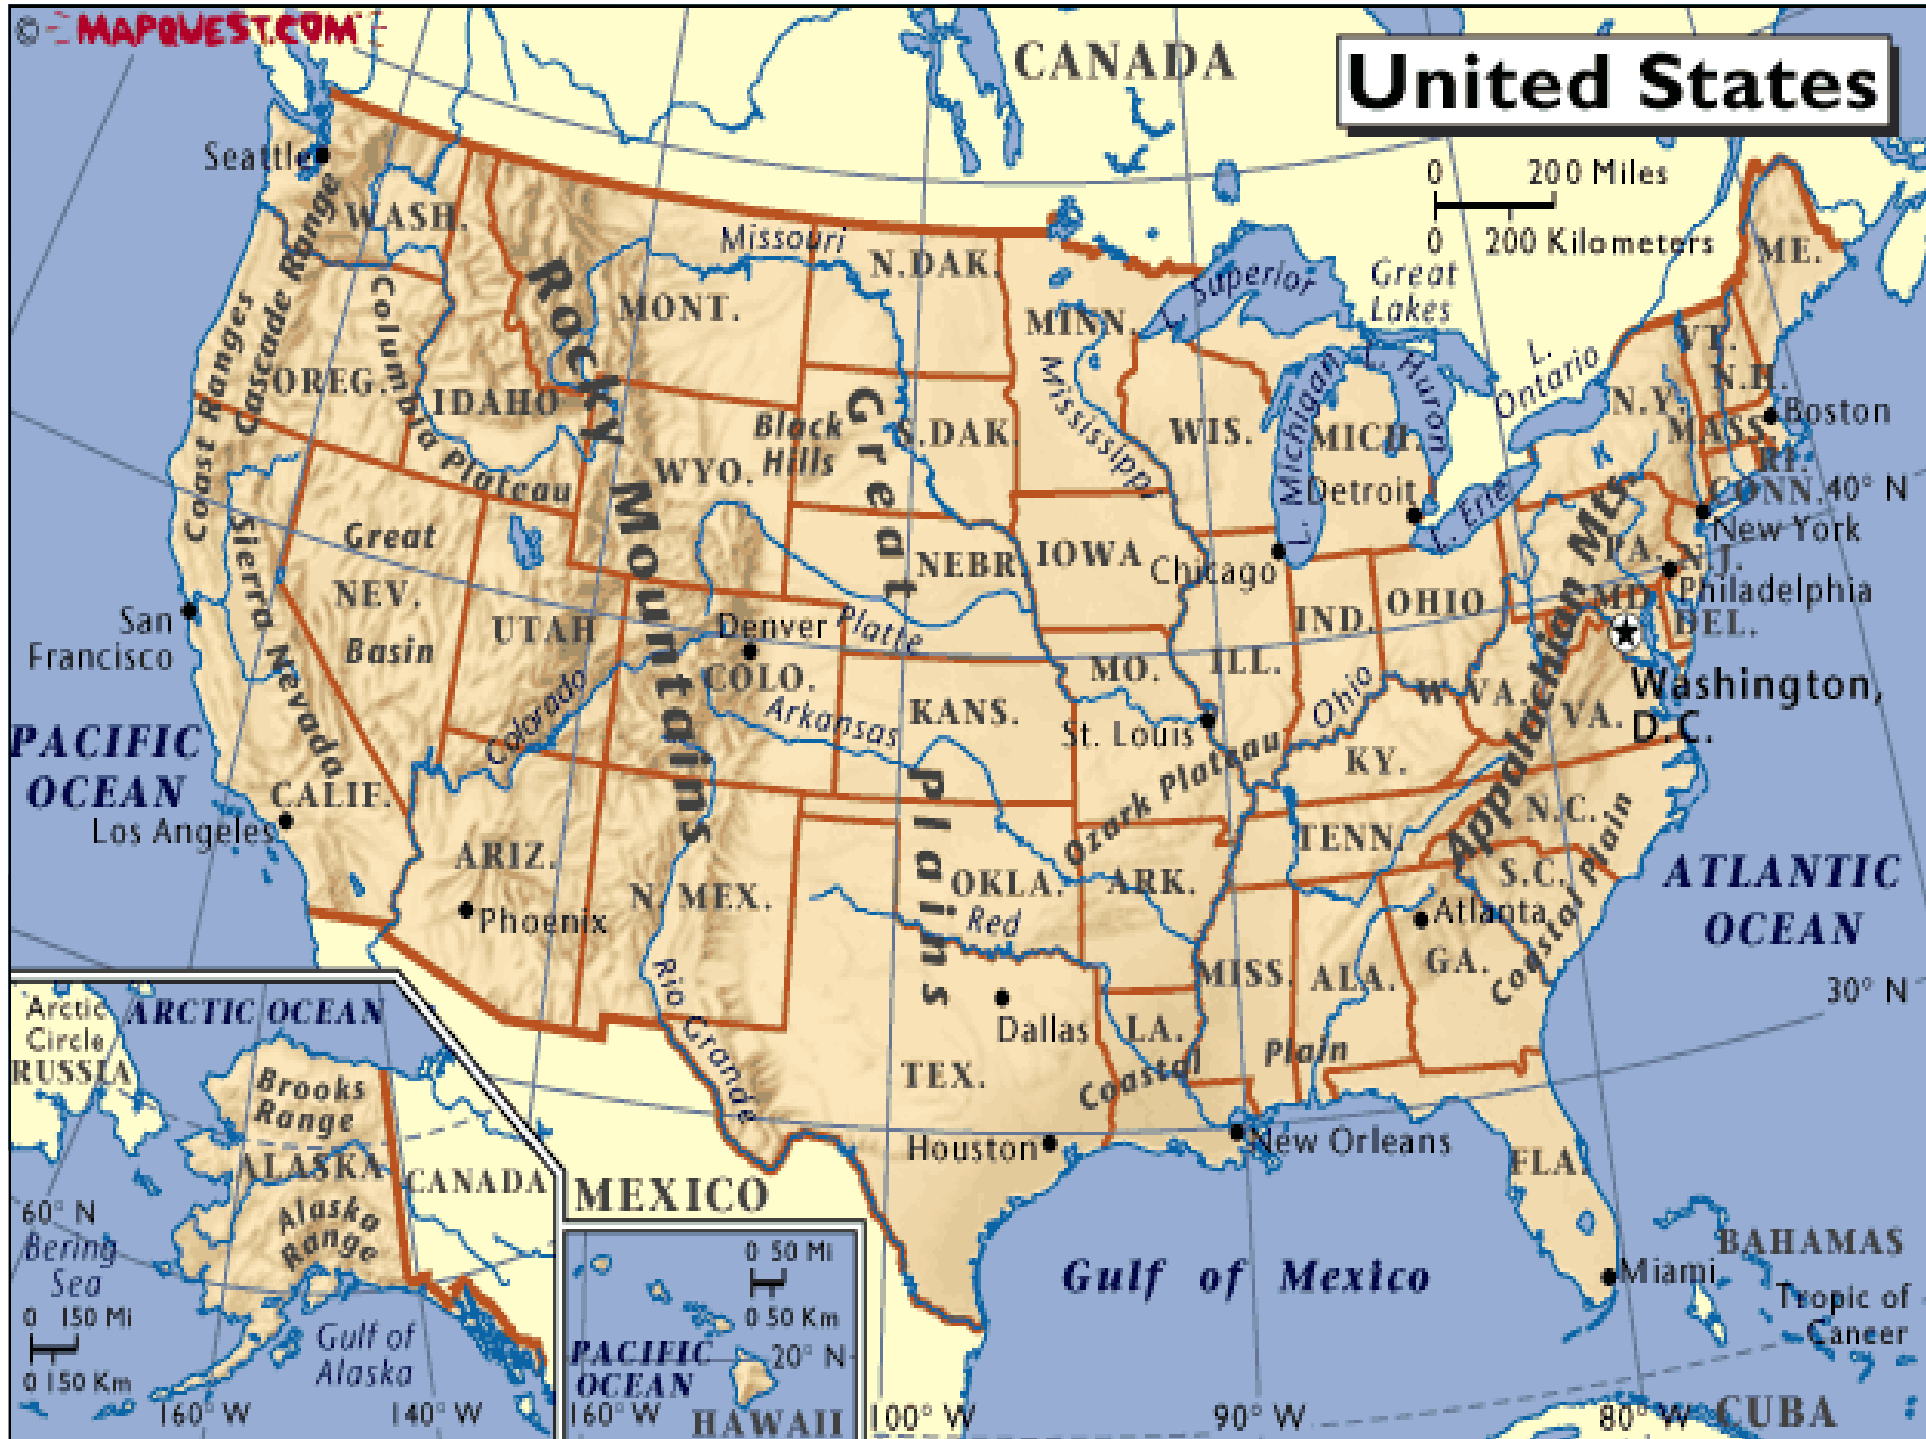 © MAPQUEST.COM
United States
CANADA
0 200 Miles
0 200 Kilometers
Seattle
WASH.
Coast Ranges
Cascade Range
OREG.
Columbia Plateau
IDAHO
Rocky Mountains
MONT.
Missouri
N.DAK.
S.DAK.
MINN.
Mississippi
L. Superior
Great
Lakes
L. Michigan
L. Huron
L.
Ontario
L. Erie
WIS.
MICH.
Detroit
ME.
VT.
N.H.
N.Y.
MASS.
Boston
R.I.
CONN.
40° N
New York
PA.
N.J.
Philadelphia
MD.
DEL.
Washington,
D.C.
WYO.
Black
Hills
Great Plains
NEBR.
IOWA
Chicago
ILL.
IND.
OHIO
W.VA.
VA.
Appalachian Mts.
Great
Basin
NEV.
UTAH
Sierra Nevada
San
Francisco
CALIF.
Los Angeles
PACIFIC
OCEAN
Denver
COLO.
Platte
Colorado
Arkansas
KANS.
MO.
St. Louis
Ozark Plateau
Ohio
KY.
TENN.
N.C.
S.C.
Coastal Plain
ATLANTIC
OCEAN
ARIZ.
Phoenix
N. MEX.
OKLA.
Red
ARK.
MISS.
ALA.
Atlanta
GA.
30° N
Rio Grande
Dallas
TEX.
LA.
Coastal Plain
Houston
New Orleans
FLA.
Miami
Gulf of Mexico
MEXICO
BAHAMAS
Tropic of
Cancer
CUBA
100° W
90° W
80° W
Arctic
Circle
RUSSIA
ARCTIC OCEAN
Brooks
Range
ALASKA
Alaska
Range
CANADA
60° N
Bering
Sea
0 150 Mi
0 150 Km
Gulf of
Alaska
160° W
140° W
0 50 Mi
0 50 Km
PACIFIC
OCEAN
20° N
160° W
HAWAII